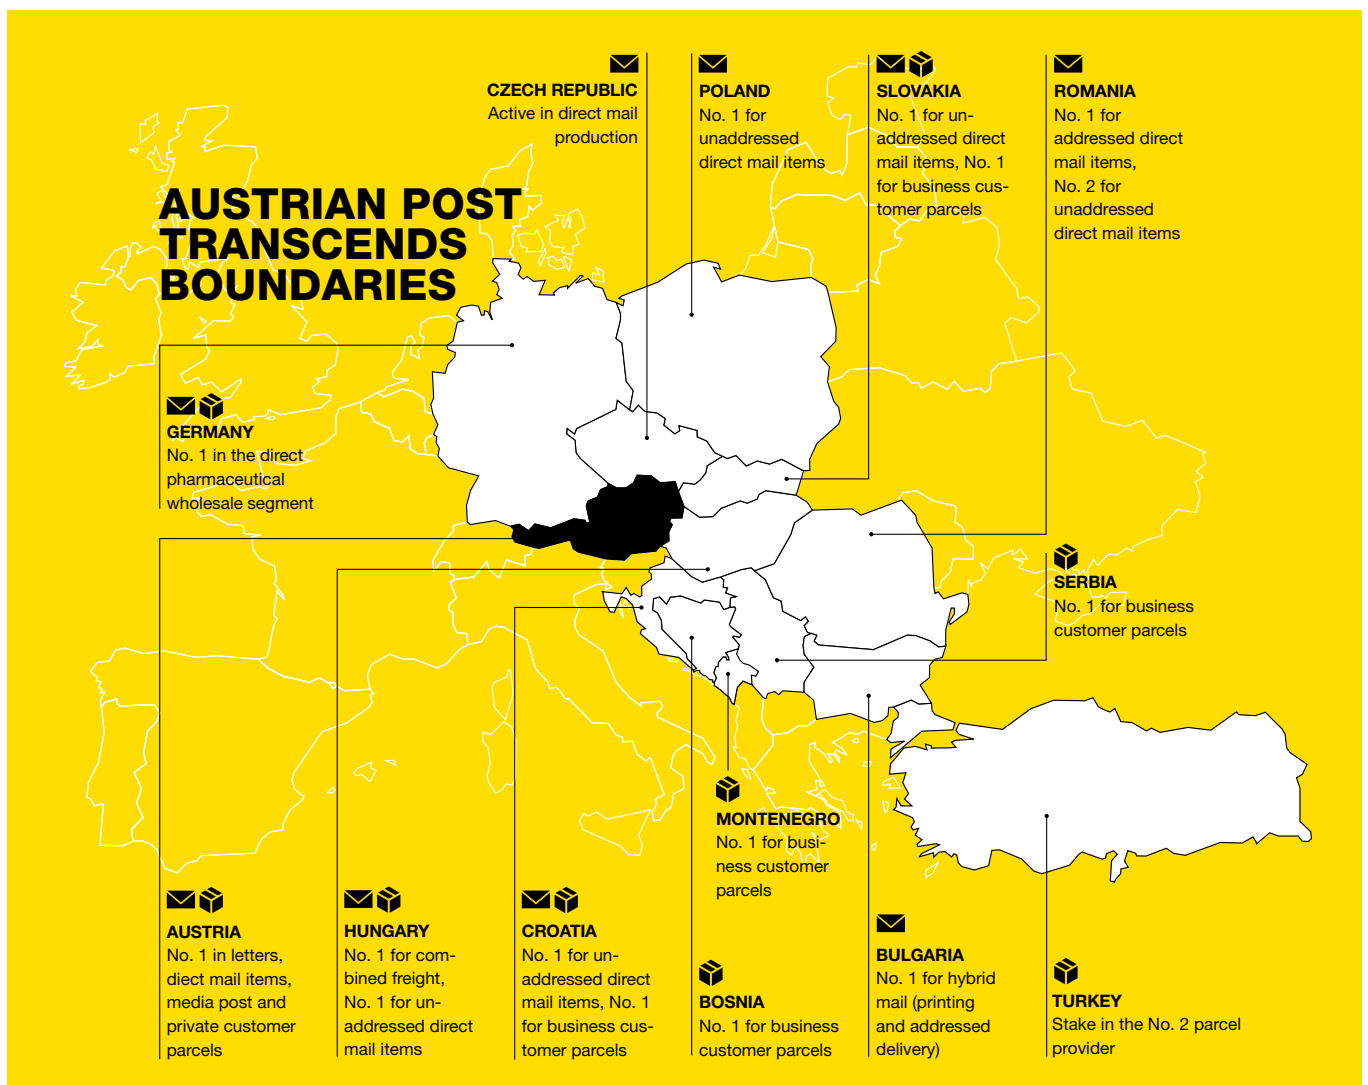 CZECH REPUBLIC
Active in direct mail
production
POLAND
No. 1 for
unaddressed
direct mail items
SLOVAKIA
No. 1 for un-
addressed direct
mail items, No. 1
for business cus-
tomer parcels
ROMANIA
No. 1 for
addressed direct
mail items,
No. 2 for
unaddressed
direct mail items
AUSTRIAN POST
TRANSCENDS
BOUNDARIES
GERMANY
No. 1 in the direct
pharmaceutical
wholesale segment
SERBIA
No. 1 for business
customer parcels
MONTENEGRO
No. 1 for busi-
ness customer
parcels
AUSTRIA
No. 1 in letters,
diect mail items,
media post and
private customer
parcels
HUNGARY
No. 1 for com-
bined freight,
No. 1 for un-
addressed direct
mail items
CROATIA
No. 1 for un-
addressed direct
mail items, No. 1
for business cus-
tomer parcels
BOSNIA
No. 1 for business
customer parcels
BULGARIA
No. 1 for hybrid
mail (printing
and addressed
delivery)
TURKEY
Stake in the No. 2 parcel
provider